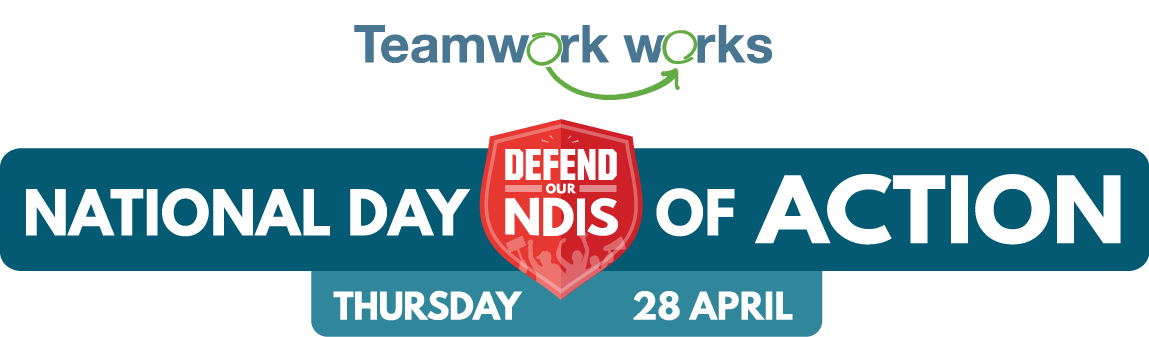 Teamwork works
NATIONAL DAY
DEFEND
OUR
NDIS
OF ACTION
THURSDAY 28 APRIL